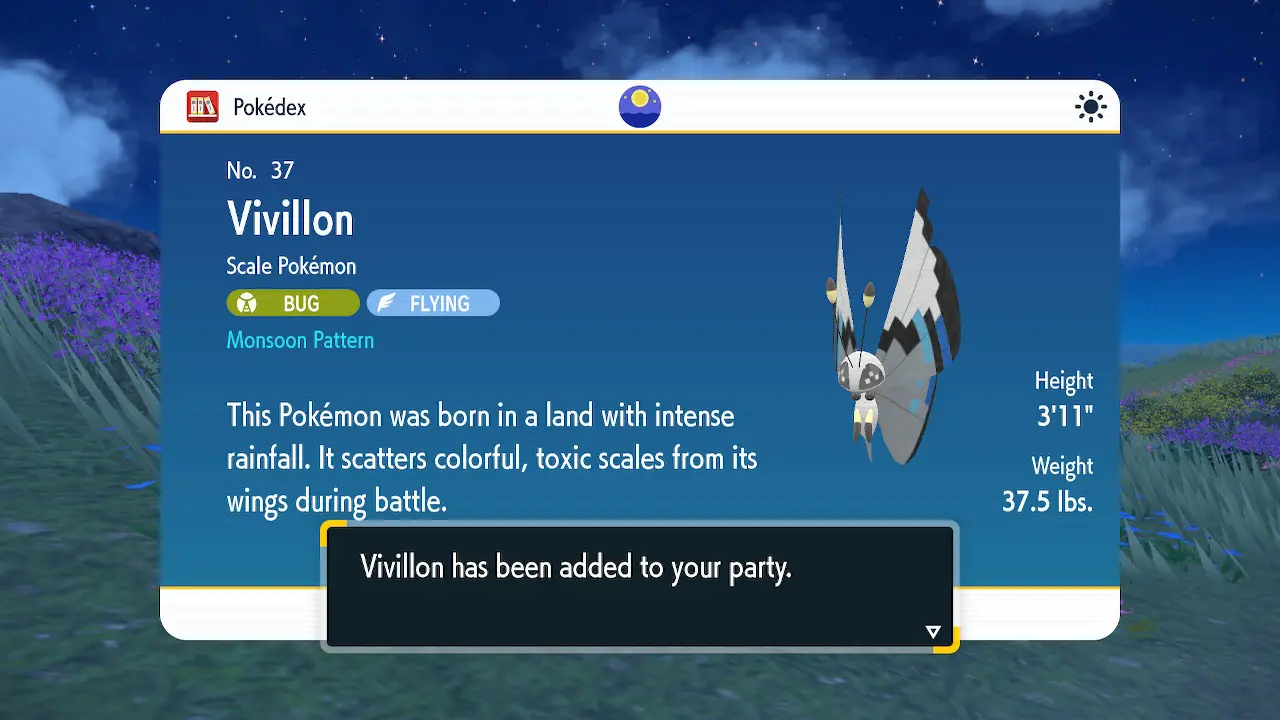 Pokédex
No. 37
Vivillon
Scale Pokémon
BUG FLYING
Monsoon Pattern
This Pokémon was born in a land with intense
rainfall. It scatters colorful, toxic scales from its
wings during battle.
Height
3'11"
Weight
37.5 lbs.
Vivillon has been added to your party.